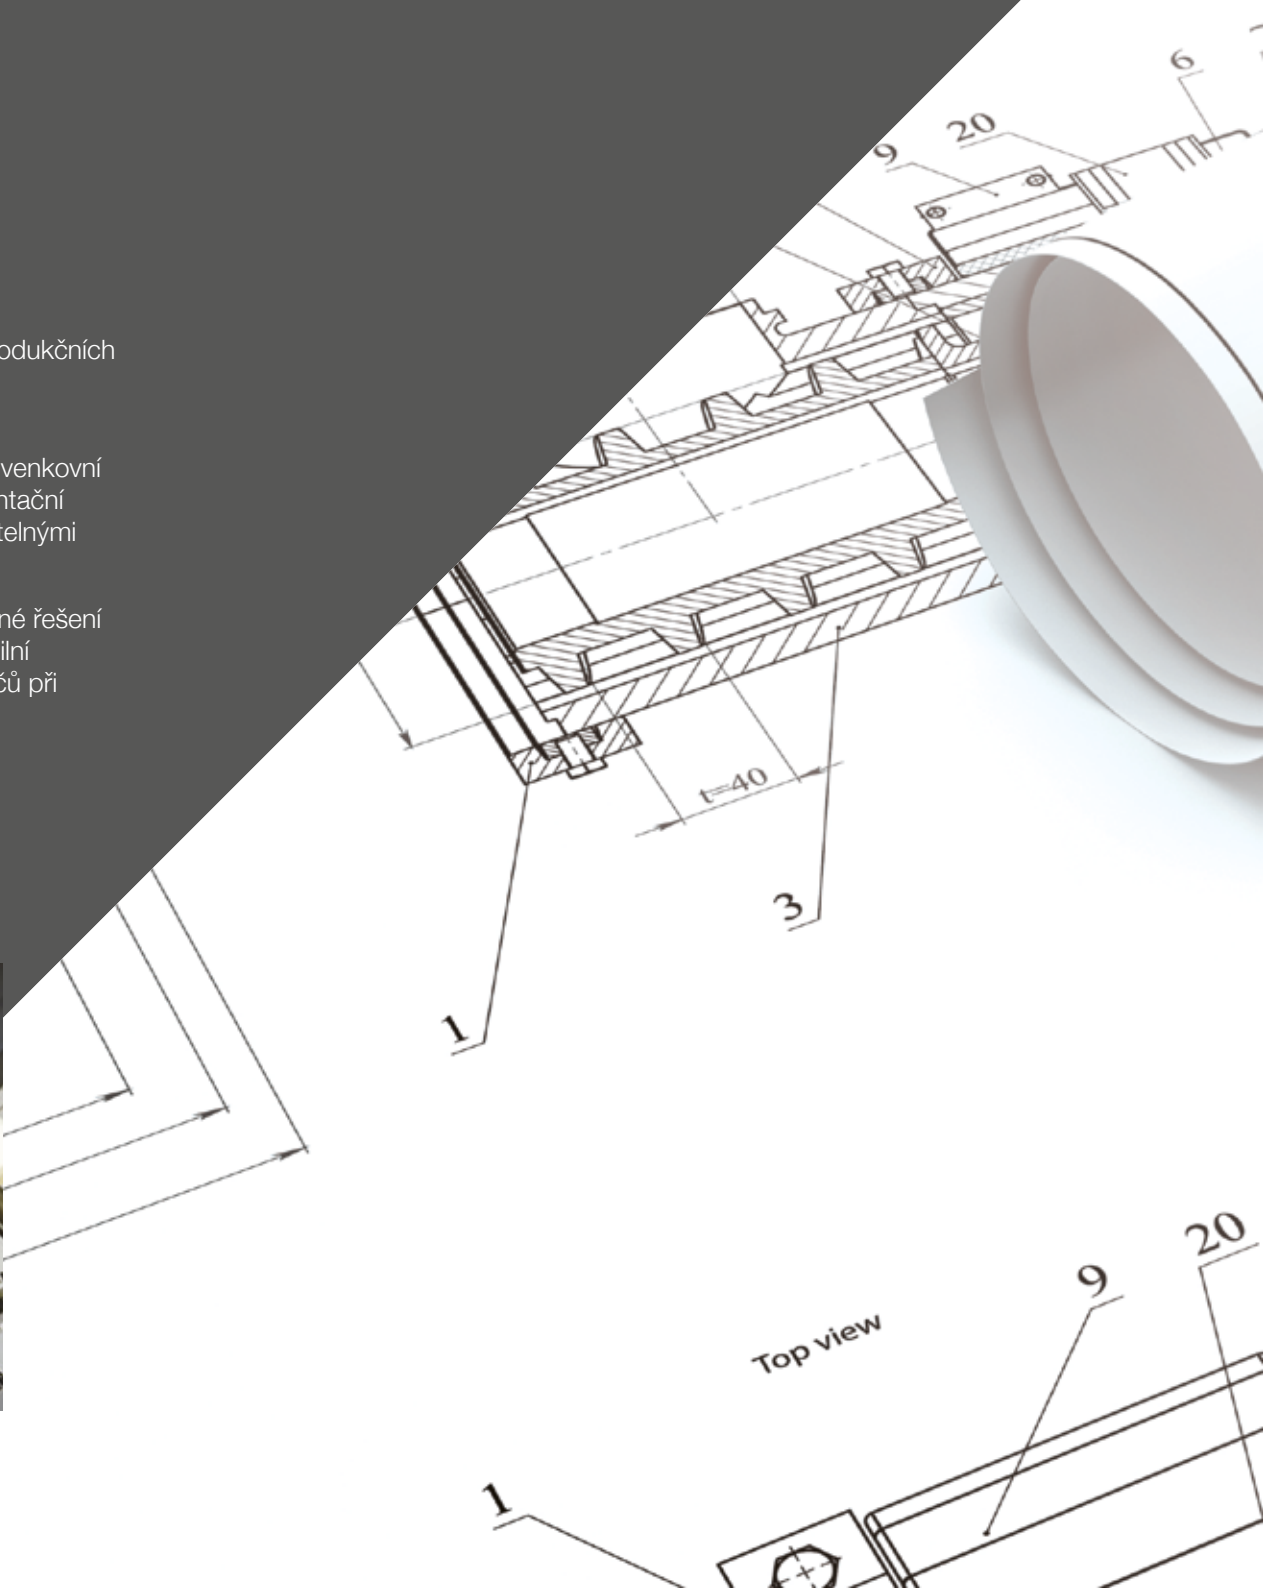 odukčních
venkovní
ntační
telnými
né řešení
ilní
čů při
6
20
9
t=40
3
1
20
9
Top view
1